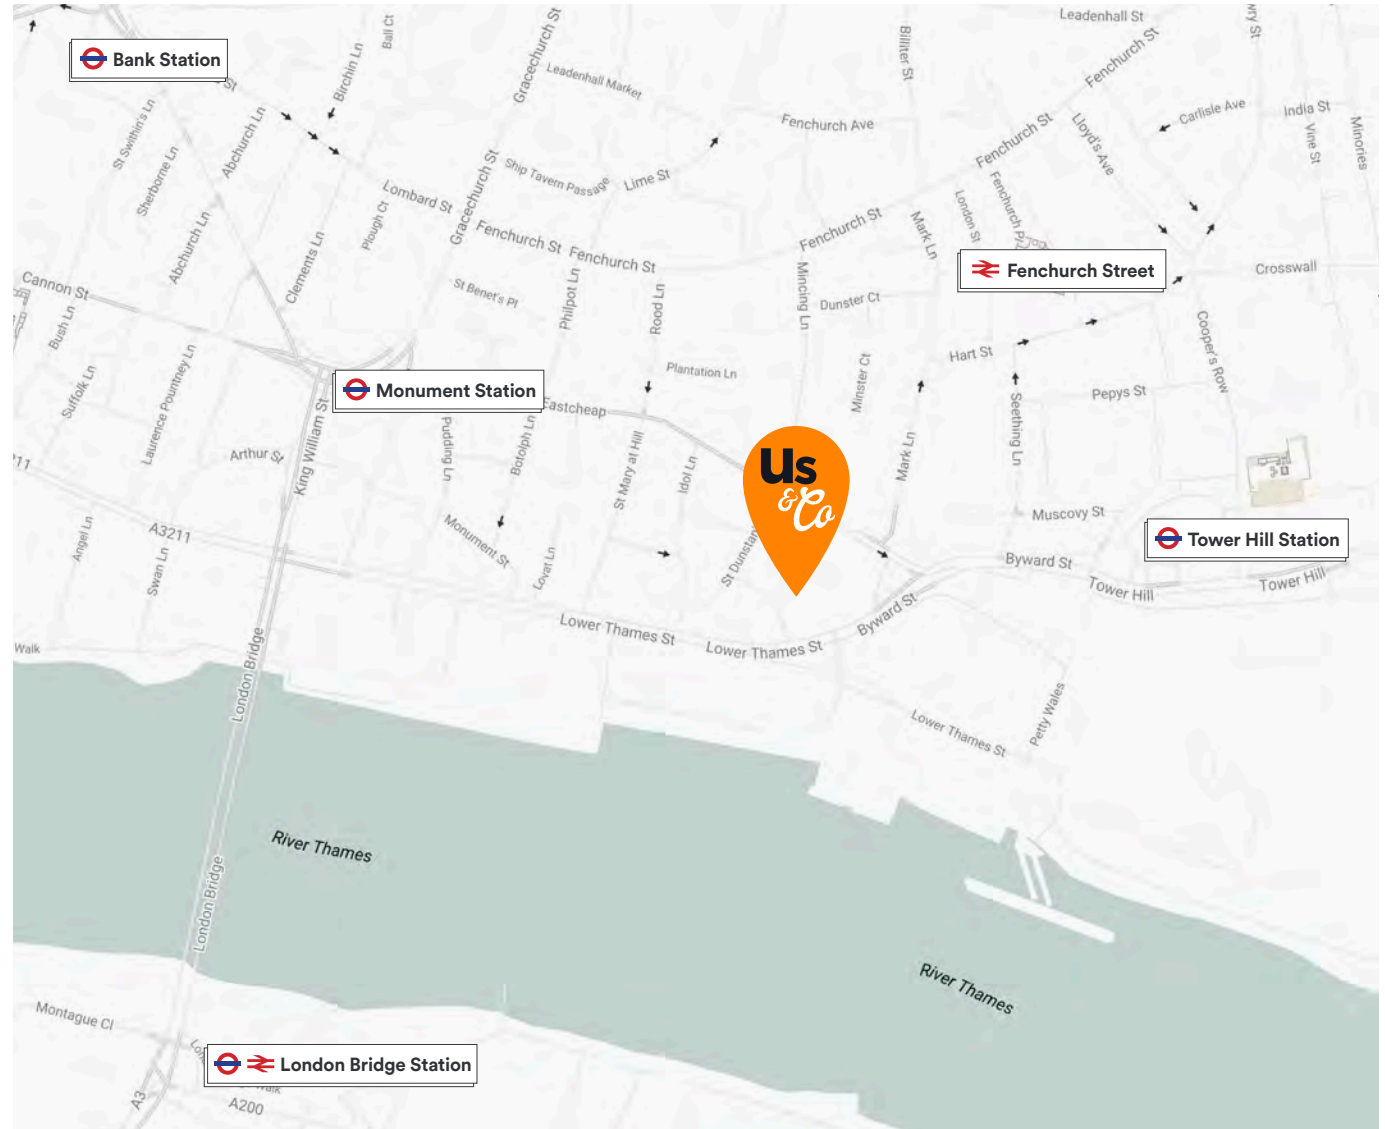 Leadenhall St
Bank Station
Ball Ct
Birchin Ln
Gracechurch St
Billiter St
Fenchurch St
Leadenhall Market
Carlisle Ave
India St
Vine St
Minories
St Swithin's Ln
Sherborne Ln
Abchurch Ln
Fenchurch Ave
Fenchurch St
Lloyd's Ave
Ship Tavern Passage
Lime St
Lombard St
Plough Ct
Gracechurch St
Fenchurch St
Fenchurch St
Fenchurch St
Mark Ln
London St
Fenchurch Pl
Fenchurch Street
Crosswall
Abchurch Ln
Clements Ln
Cannon St
Bush Ln
St Benet's Pl
Philpot Ln
Rood Ln
Mincing Ln
Dunster Ct
Cooper's Row
Suffolk Ln
Laurence Pountney Ln
Monument Station
Plantation Ln
Minster Ct
Hart St
Pepys St
Seething Ln
Eastcheap
King William St
Arthur St
Pudding Ln
Botolph Ln
St Mary at Hill
Idol Ln
Us
&Co
Mark Ln
Muscovy St
Tower Hill Station
A3211
Angel Ln
Swan Ln
Monument St
Lovat Ln
Byward St
Tower Hill
Tower Hill
Lower Thames St
Lower Thames St
Byward St
Walk
London Bridge
Lower Thames St
Petty Wales
River Thames
London Bridge
River Thames
Montague Cl
London Bridge Station
A3
A200